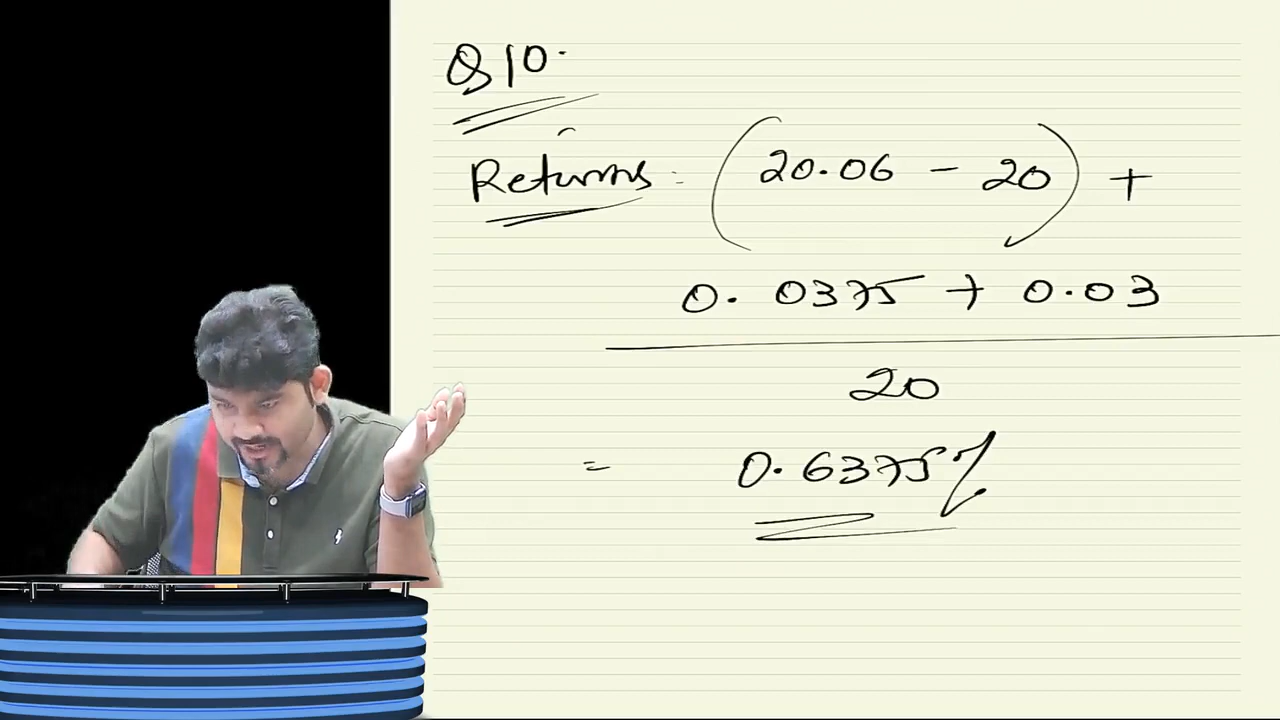 Q10.
Returns: (20.06 - 20) +
0.0375 + 0.03
20
= 0.6375%